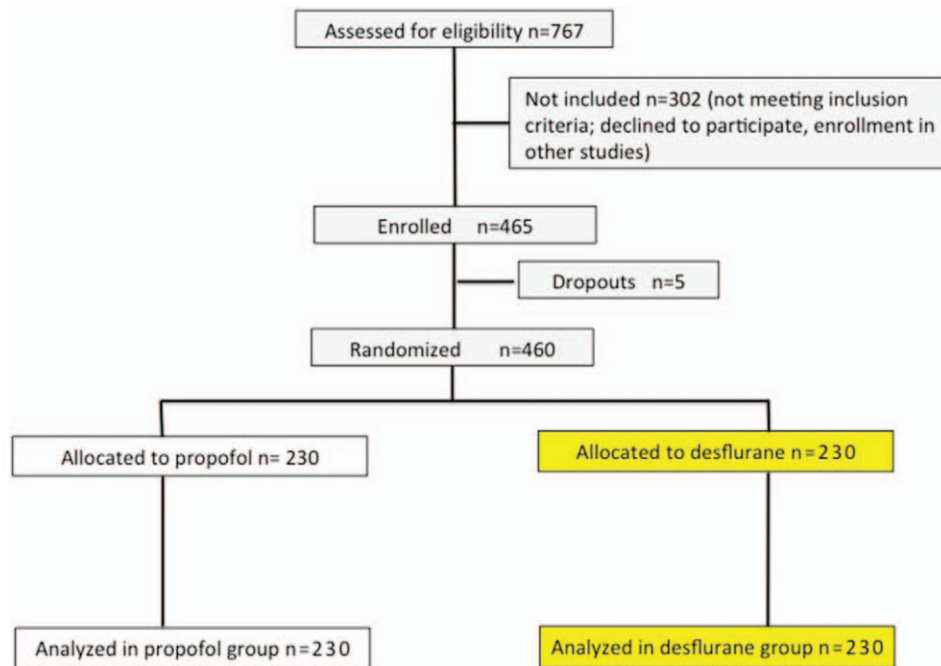 Assessed for eligibility n=767
Not included n=302 (not meeting inclusion
criteria; declined to participate, enrollment in
other studies)
Enrolled n=465
Dropouts n=5
Randomized n=460
Allocated to propofol n= 230
Allocated to desflurane n=230
Analyzed in propofol group n=230
Analyzed in desflurane group n=230